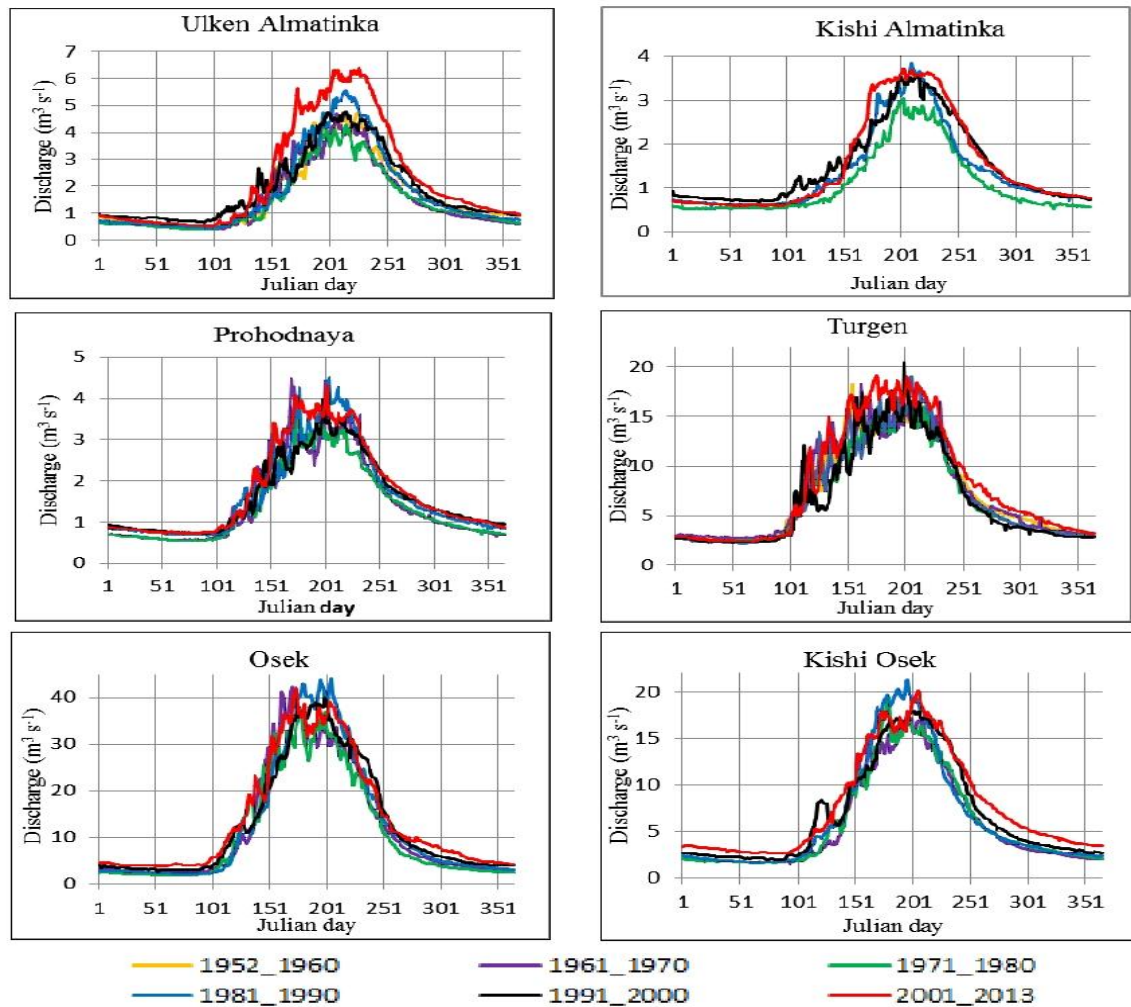 Ulken Almatinka
Discharge (m³ s⁻¹)
7
6
5
4
3
2
1
0
1 51 101 151 201 251 301 351
Julian day
Kishi Almatinka
Discharge (m³ s⁻¹)
4
3
2
1
0
1 51 101 151 201 251 301 351
Julian day
Prohodnaya
Discharge (m³ s⁻¹)
5
4
3
2
1
0
1 51 101 151 201 251 301 351
Julian day
Turgen
Discharge (m³ s⁻¹)
20
15
10
5
0
1 51 101 151 201 251 301 351
Julian day
Osek
Discharge (m³ s⁻¹)
40
30
20
10
0
1 51 101 151 201 251 301 351
Julian day
Kishi Osek
Discharge (m³ s⁻¹)
20
15
10
5
0
1 51 101 151 201 251 301 351
Julian day
1952_1960 1961_1970 1971_1980
1981_1990 1991_2000 2001_2013